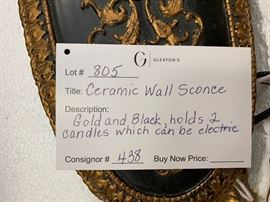 G
GLEATON'S
Lot # 805
Title: Ceramic Wall Sconce
Description:
Gold and Black, holds 2
candles which can be electric
Consignor # 438 Buy Now Price: